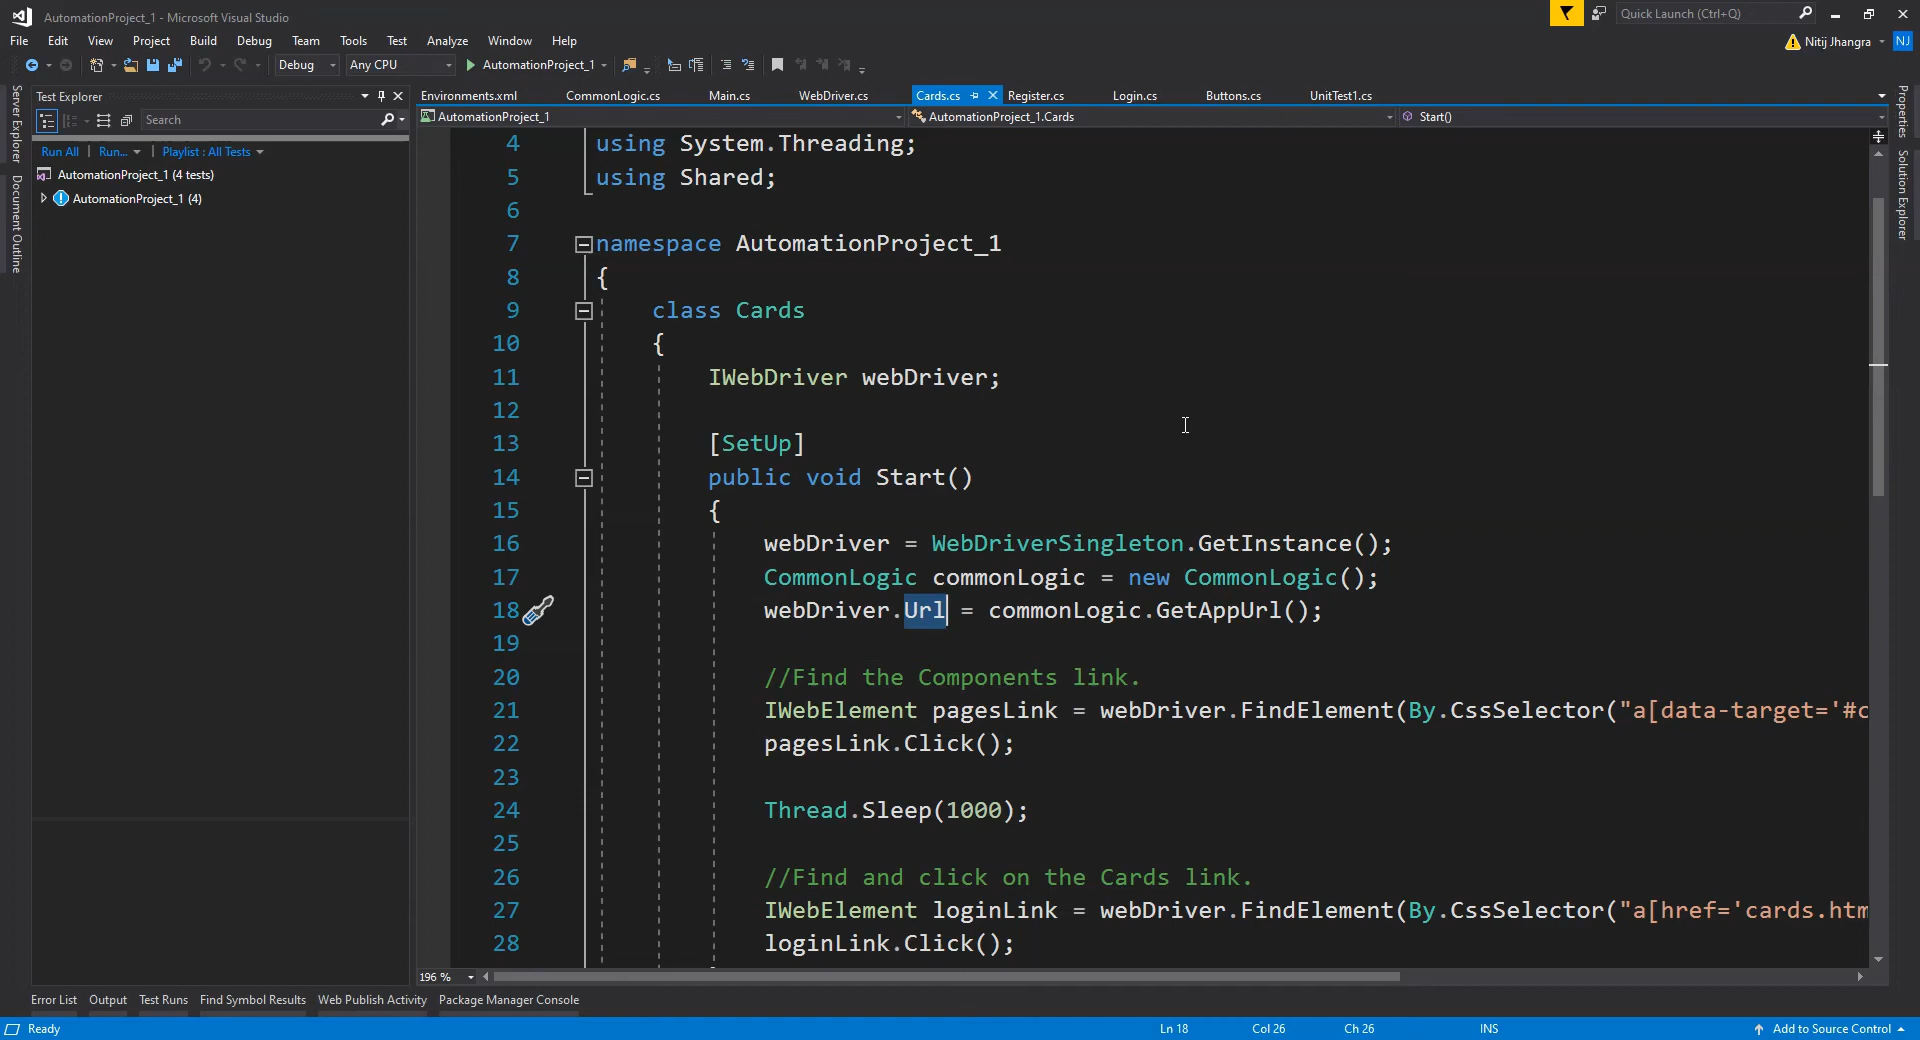 AutomationProject_1 - Microsoft Visual Studio
Quick Launch (Ctrl+Q)
File Edit View Project Build Debug Team Tools Test Analyze Window Help
Nitij Jhangra NJ
Debug Any CPU AutomationProject_1
Server Explorer
Document Outline
Test Explorer
Search
Run All | Run... | Playlist : All Tests
AutomationProject_1 (4 tests)
AutomationProject_1 (4)
Environments.xml CommonLogic.cs Main.cs WebDriver.cs Cards.cs Register.cs Login.cs Buttons.cs UnitTest1.cs
AutomationProject_1 AutomationProject_1.Cards Start()
4 using System.Threading;
5 using Shared;
6
7 namespace AutomationProject_1
8 {
9 class Cards
10 {
11 IWebDriver webDriver;
12
13 [SetUp]
14 public void Start()
15 {
16 webDriver = WebDriverSingleton.GetInstance();
17 CommonLogic commonLogic = new CommonLogic();
18 webDriver.Url = commonLogic.GetAppUrl();
19
20 //Find the Components link.
21 IWebElement pagesLink = webDriver.FindElement(By.CssSelector("a[data-target='#c
22 pagesLink.Click();
23
24 Thread.Sleep(1000);
25
26 //Find and click on the Cards link.
27 IWebElement loginLink = webDriver.FindElement(By.CssSelector("a[href='cards.htm
28 loginLink.Click();
196 %
Properties
Solution Explorer
Error List Output Test Runs Find Symbol Results Web Publish Activity Package Manager Console
Ready Ln 18 Col 26 Ch 26 INS Add to Source Control